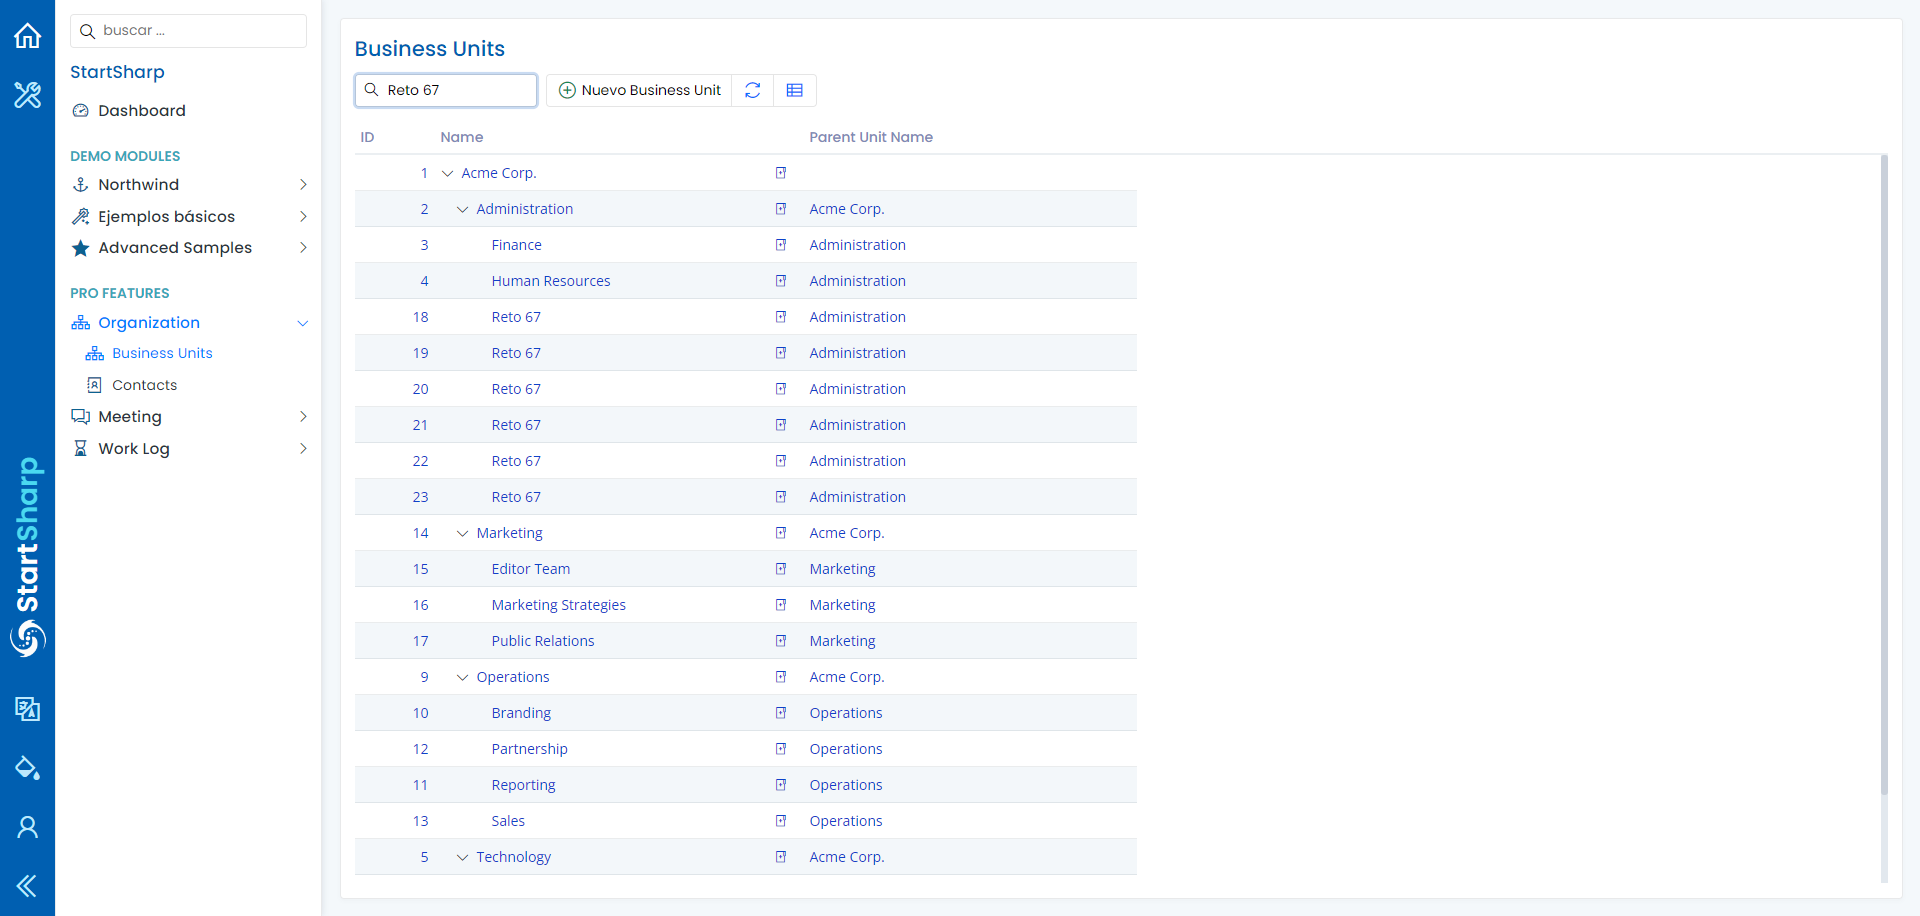 buscar ...
StartSharp
Dashboard
DEMO MODULES
Northwind
Ejemplos básicos
Advanced Samples
PRO FEATURES
Organization
Business Units
Contacts
Meeting
Work Log
StartSharp
Business Units
Reto 67
Nuevo Business Unit
ID Name Parent Unit Name
1 Acme Corp.
2 Administration Acme Corp.
3 Finance Administration
4 Human Resources Administration
18 Reto 67 Administration
19 Reto 67 Administration
20 Reto 67 Administration
21 Reto 67 Administration
22 Reto 67 Administration
23 Reto 67 Administration
14 Marketing Acme Corp.
15 Editor Team Marketing
16 Marketing Strategies Marketing
17 Public Relations Marketing
9 Operations Acme Corp.
10 Branding Operations
12 Partnership Operations
11 Reporting Operations
13 Sales Operations
5 Technology Acme Corp.